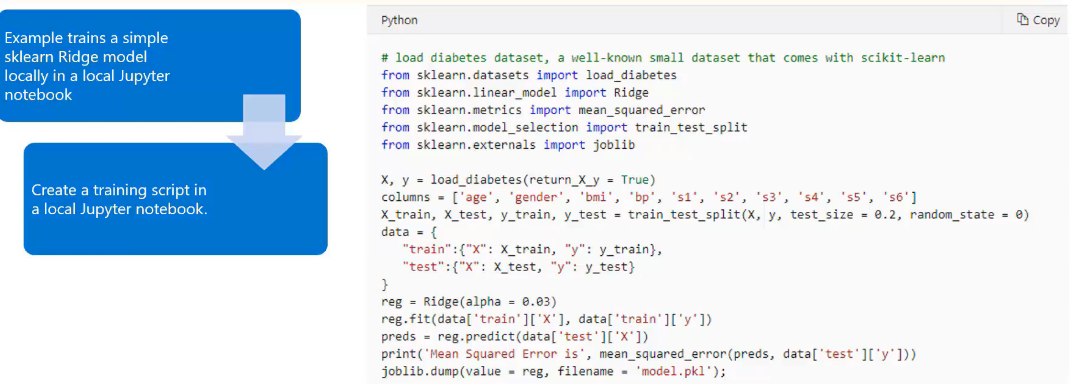 Example trains a simple
sklearn Ridge model
locally in a local Jupyter
notebook
Create a training script in
a local Jupyter notebook.
Python
Copy
# load diabetes dataset, a well-known small dataset that comes with scikit-learn
from sklearn.datasets import load_diabetes
from sklearn.linear_model import Ridge
from sklearn.metrics import mean_squared_error
from sklearn.model_selection import train_test_split
from sklearn.externals import joblib
X, y = load_diabetes(return_X_y = True)
columns = ['age', 'gender', 'bmi', 'bp', 's1', 's2', 's3', 's4', 's5', 's6']
X_train, X_test, y_train, y_test = train_test_split(X, y, test_size = 0.2, random_state = 0)
data = {
   "train":{"X": X_train, "y": y_train},
   "test":{"X": X_test, "y": y_test}
}
reg = Ridge(alpha = 0.03)
reg.fit(data['train']['X'], data['train']['y'])
preds = reg.predict(data['test']['X'])
print('Mean Squared Error is', mean_squared_error(preds, data['test']['y']))
joblib.dump(value = reg, filename = 'model.pkl');